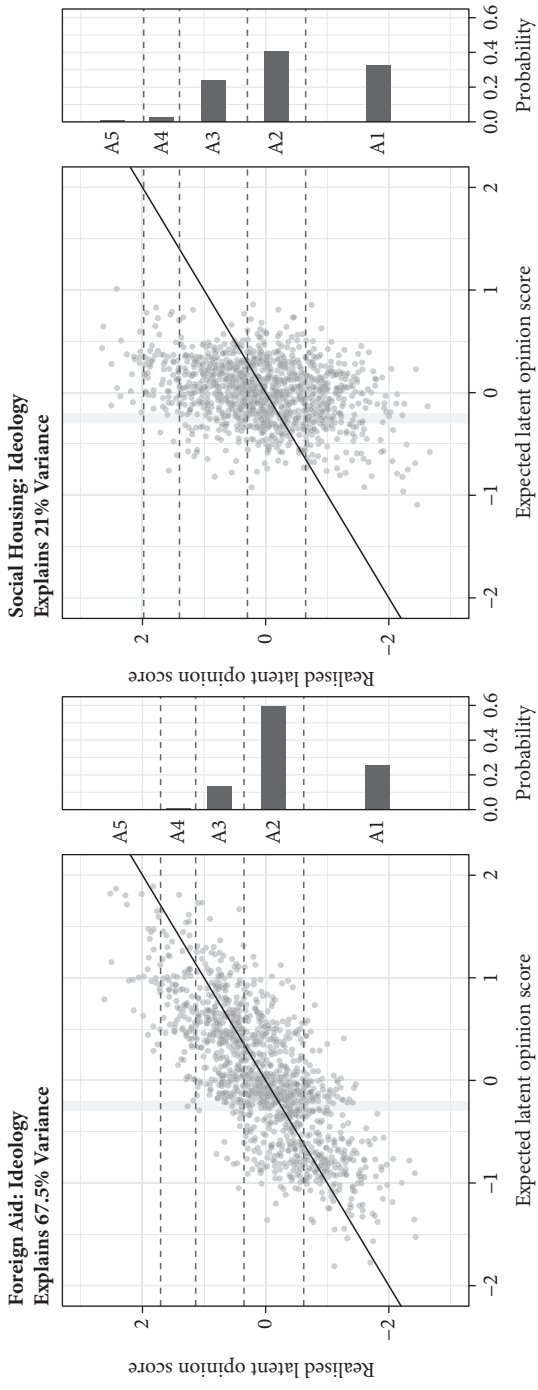 Foreign Aid: Ideology
Explains 67.5% Variance
Realised latent opinion score
2
0
−2
−2
−1
0
1
2
Expected latent opinion score
A5
A4
A3
A2
A1
0.0 0.2 0.4 0.6
Probability
Social Housing: Ideology
Explains 21% Variance
Realised latent opinion score
2
0
−2
−2
−1
0
1
2
Expected latent opinion score
A5
A4
A3
A2
A1
0.0 0.2 0.4 0.6
Probability